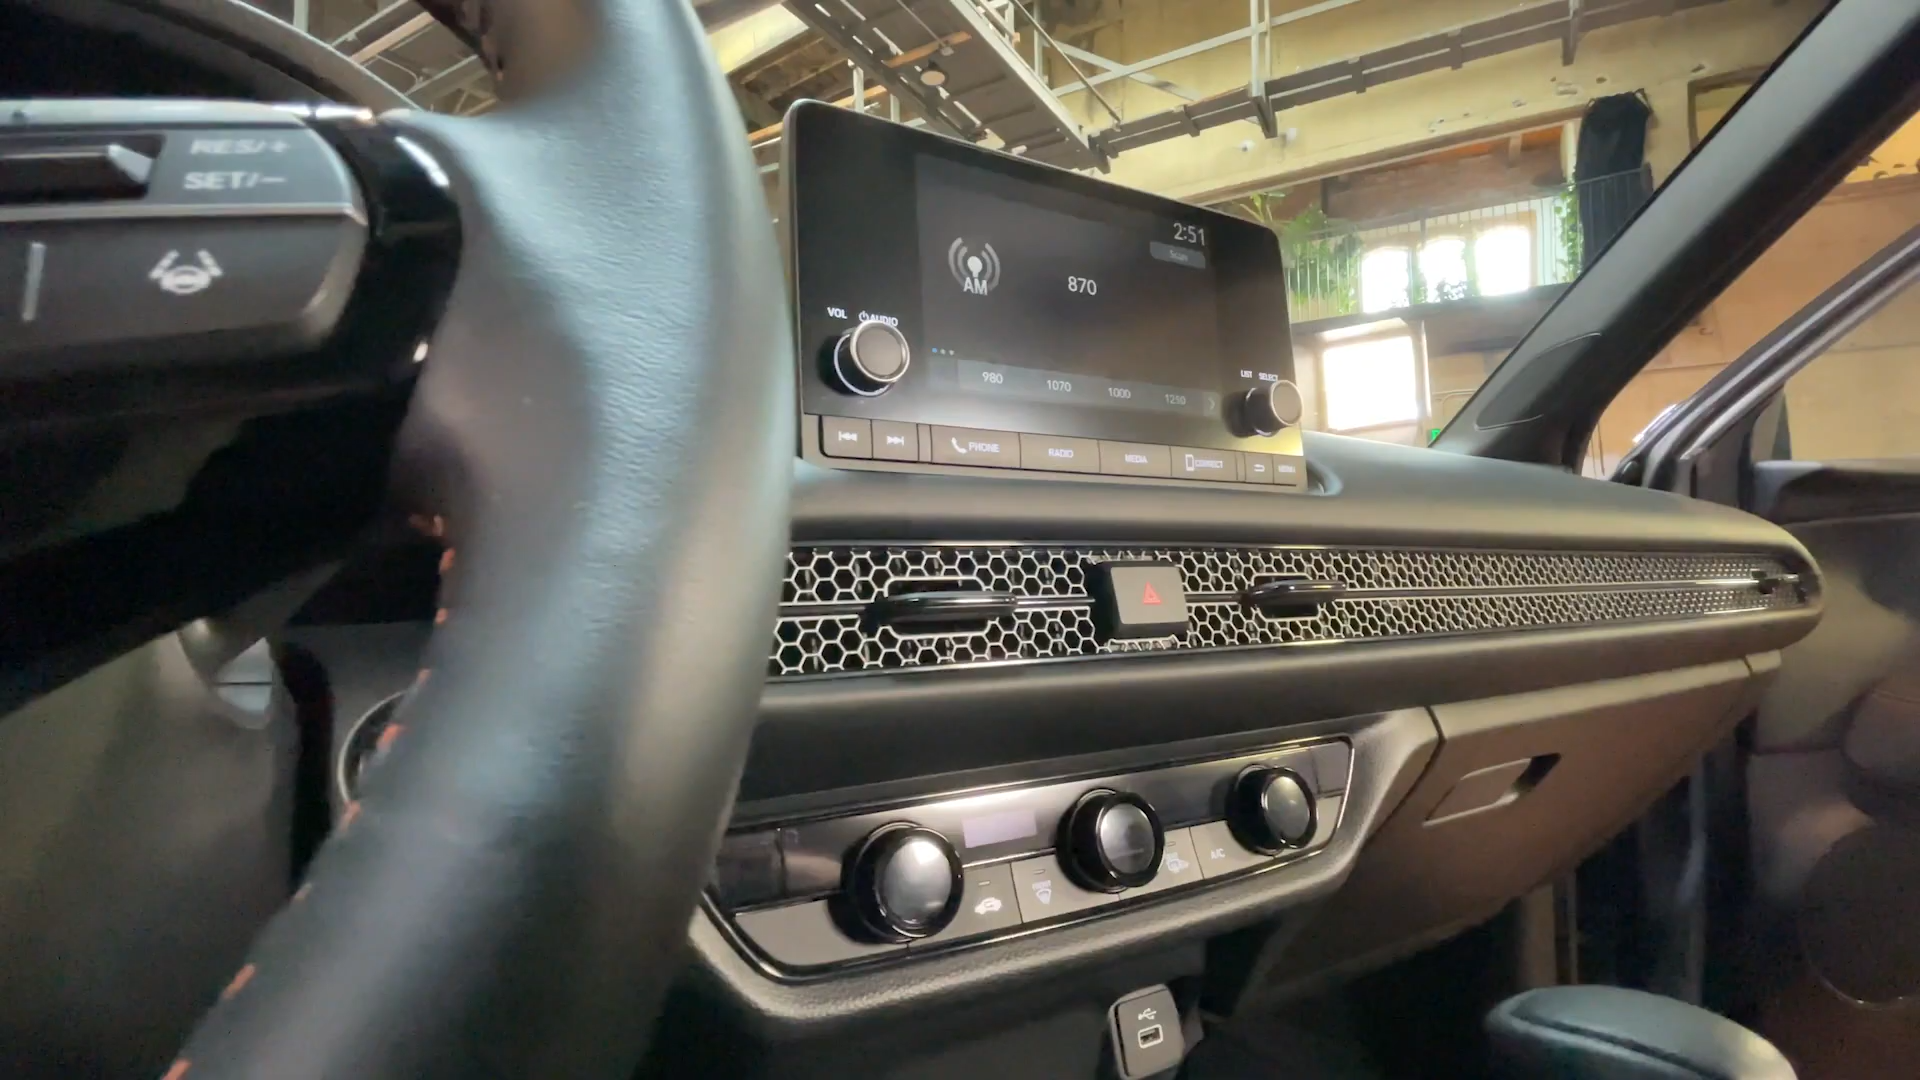 RES/+
SET/−
2:51
Scan
AM
870
VOL AUDIO
LIST SELECT
980 1070 1000 1250
PHONE RADIO MEDIA CONNECT MENU
A/C